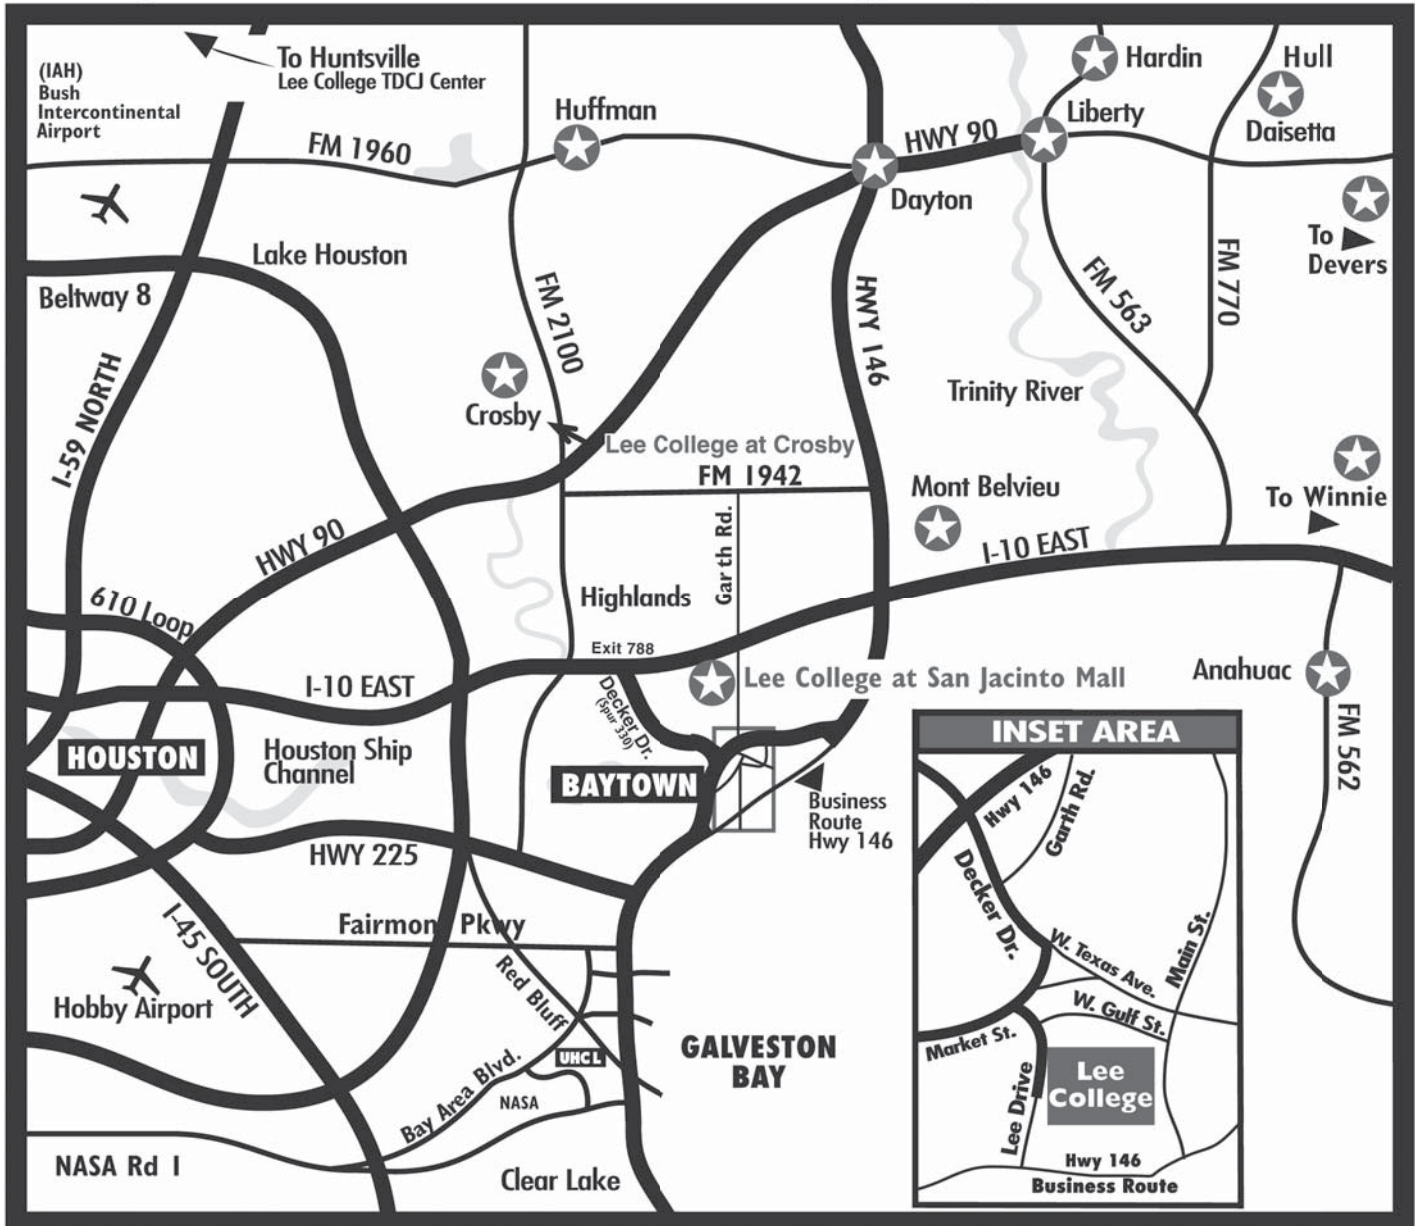 To Huntsville
Lee College TDCJ Center
(IAH)
Bush
Intercontinental
Airport
Hardin
Hull
Daisetta
Huffman
Liberty
FM 1960
HWY 90
Dayton
To
Devers
Lake Houston
Beltway 8
FM 2100
HWY 146
FM 563
FM 770
I-59 NORTH
Crosby
Trinity River
Lee College at Crosby
FM 1942
Mont Belvieu
To Winnie
Garth Rd.
HWY 90
I-10 EAST
610 Loop
Highlands
Exit 788
I-10 EAST
Decker Dr.
(Spur 330)
Lee College at San Jacinto Mall
Anahuac
FM 562
HOUSTON
Houston Ship
Channel
BAYTOWN
Business
Route
Hwy 146
HWY 225
Fairmon Pkwy
I-45 SOUTH
Red Bluff
Hobby Airport
UHCL
GALVESTON
BAY
Bay Area Blvd.
NASA
NASA Rd 1
Clear Lake
INSET AREA
Hwy 146
Garth Rd.
Decker Dr.
W. Texas Ave.
Main St.
W. Gulf St.
Market St.
Lee Drive
Lee
College
Hwy 146
Business Route